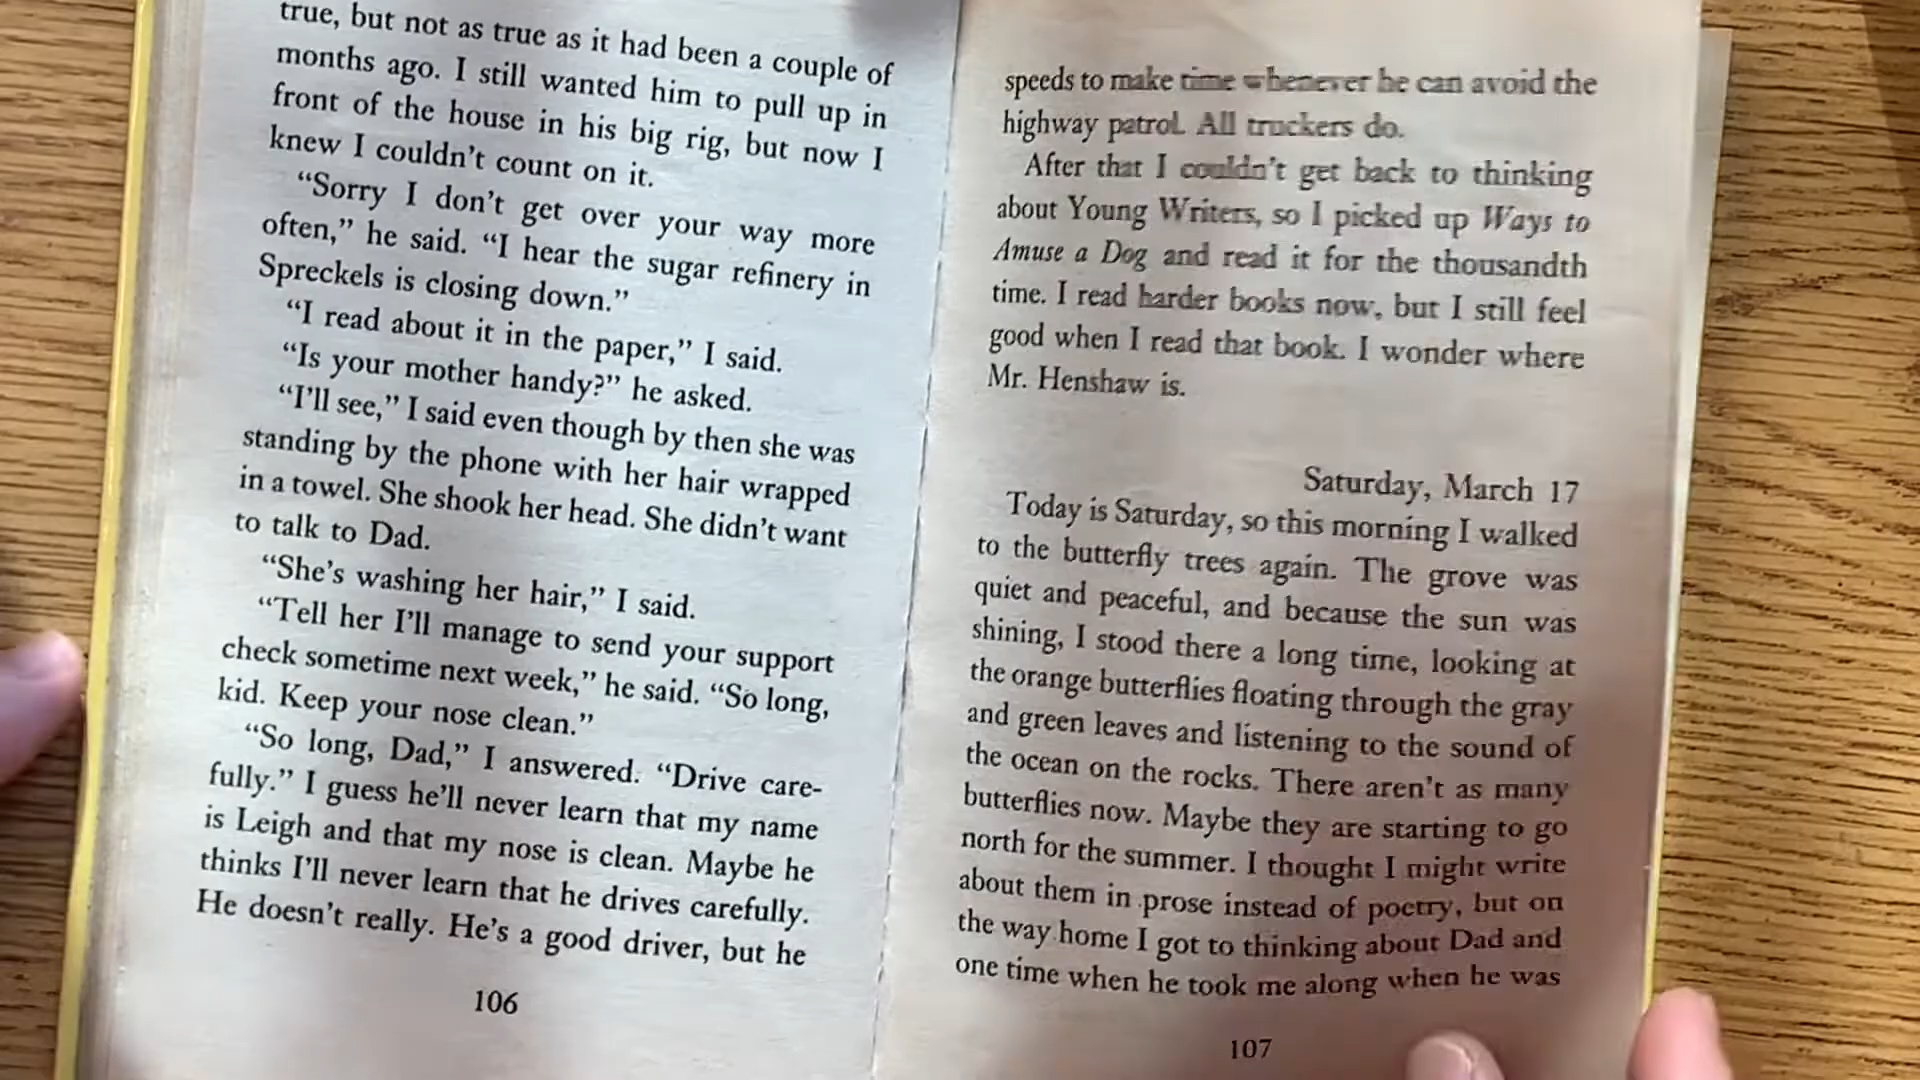 true, but not as true as it had been a couple of
months ago. I still wanted him to pull up in
front of the house in his big rig, but now I
knew I couldn't count on it.
“Sorry I don't get over your way more
often,” he said. “I hear the sugar refinery in
Spreckels is closing down.”
“I read about it in the paper,” I said.
“Is your mother handy?” he asked.
“I'll see,” I said even though by then she was
standing by the phone with her hair wrapped
in a towel. She shook her head. She didn't want
to talk to Dad.
“She's washing her hair,” I said.
“Tell her I'll manage to send your support
check sometime next week,” he said. “So long,
kid. Keep your nose clean.”
“So long, Dad,” I answered. “Drive care-
fully.” I guess he'll never learn that my name
is Leigh and that my nose is clean. Maybe he
thinks I'll never learn that he drives carefully.
He doesn't really. He's a good driver, but he
106
speeds to make time whenever he can avoid the
highway patrol. All truckers do.
After that I couldn't get back to thinking
about Young Writers, so I picked up Ways to
Amuse a Dog and read it for the thousandth
time. I read harder books now, but I still feel
good when I read that book. I wonder where
Mr. Henshaw is.
Saturday, March 17
Today is Saturday, so this morning I walked
to the butterfly trees again. The grove was
quiet and peaceful, and because the sun was
shining, I stood there a long time, looking at
the orange butterflies floating through the gray
and green leaves and listening to the sound of
the ocean on the rocks. There aren't as many
butterflies now. Maybe they are starting to go
north for the summer. I thought I might write
about them in prose instead of poetry, but on
the way home I got to thinking about Dad and
one time when he took me along when he was
107